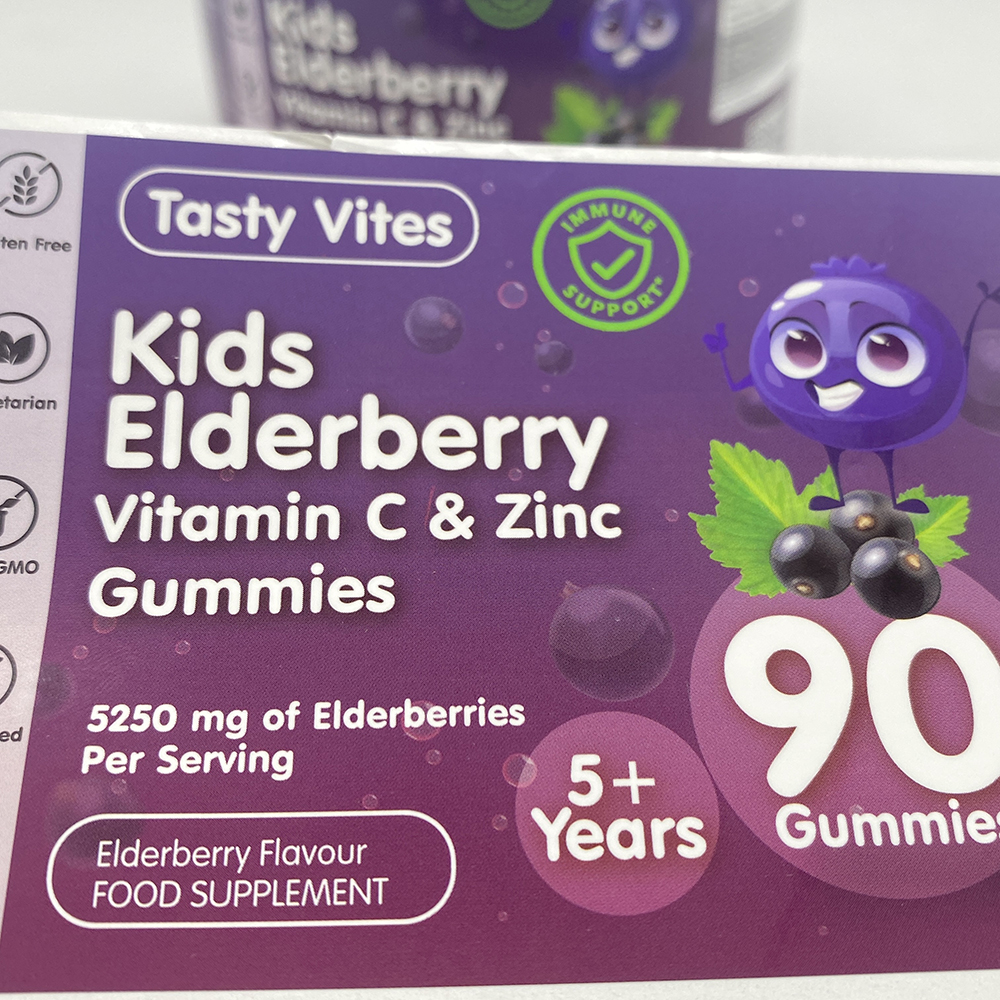 Kids
Elderberry
Vitamin C & Zinc
ten Free
etarian
GMO
ed
Tasty Vites
IMMUNE
SUPPORT*
Kids
Elderberry
Vitamin C & Zinc
Gummies
5250 mg of Elderberries
Per Serving
Elderberry Flavour
FOOD SUPPLEMENT
5+
Years
90
Gummies